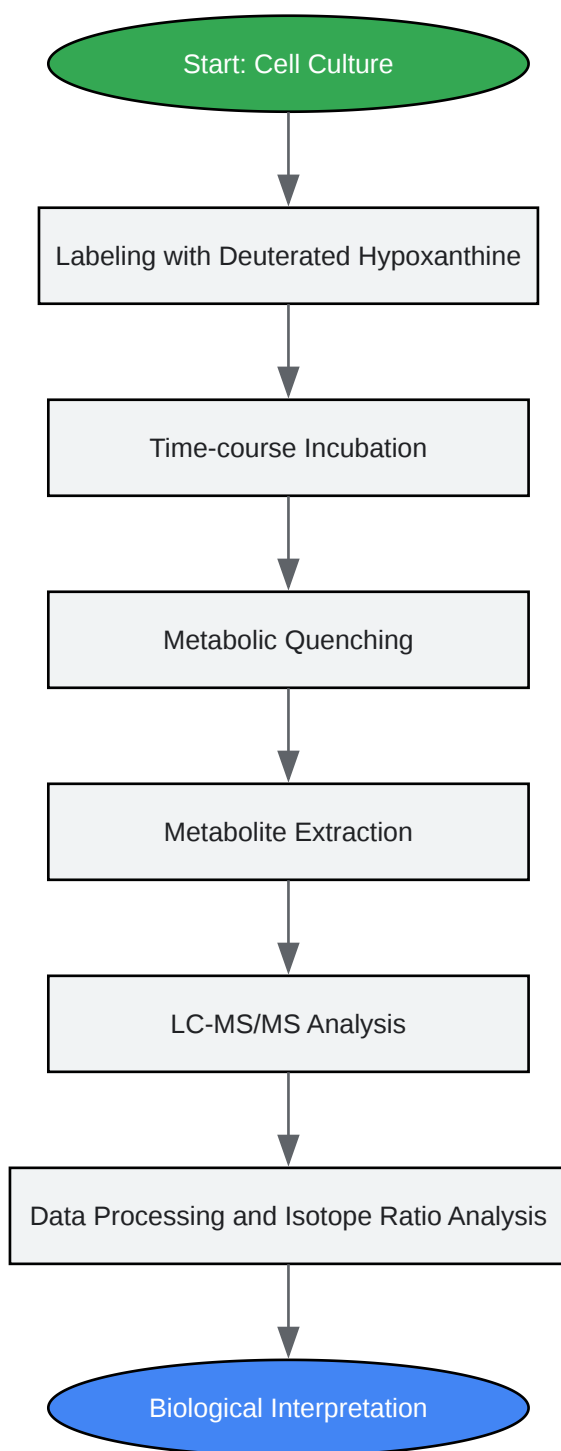 Start: Cell Culture
Labeling with Deuterated Hypoxanthine
Time-course Incubation
Metabolic Quenching
Metabolite Extraction
LC-MS/MS Analysis
Data Processing and Isotope Ratio Analysis
Biological Interpretation